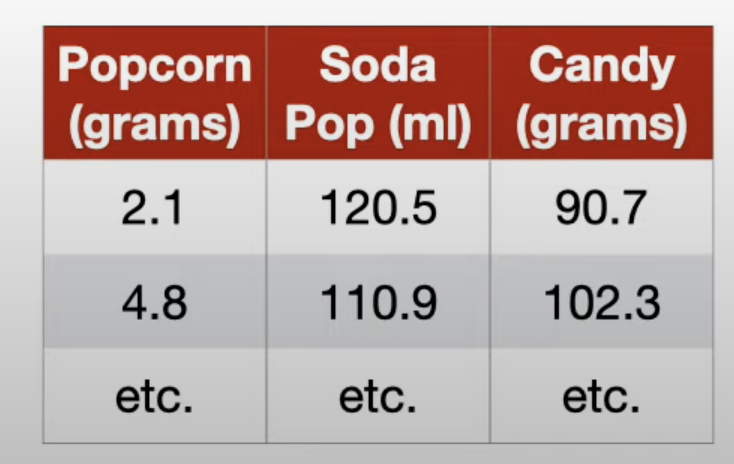 Popcorn (grams) Soda Pop (ml) Candy (grams)
2.1 120.5 90.7
4.8 110.9 102.3
etc. etc. etc.